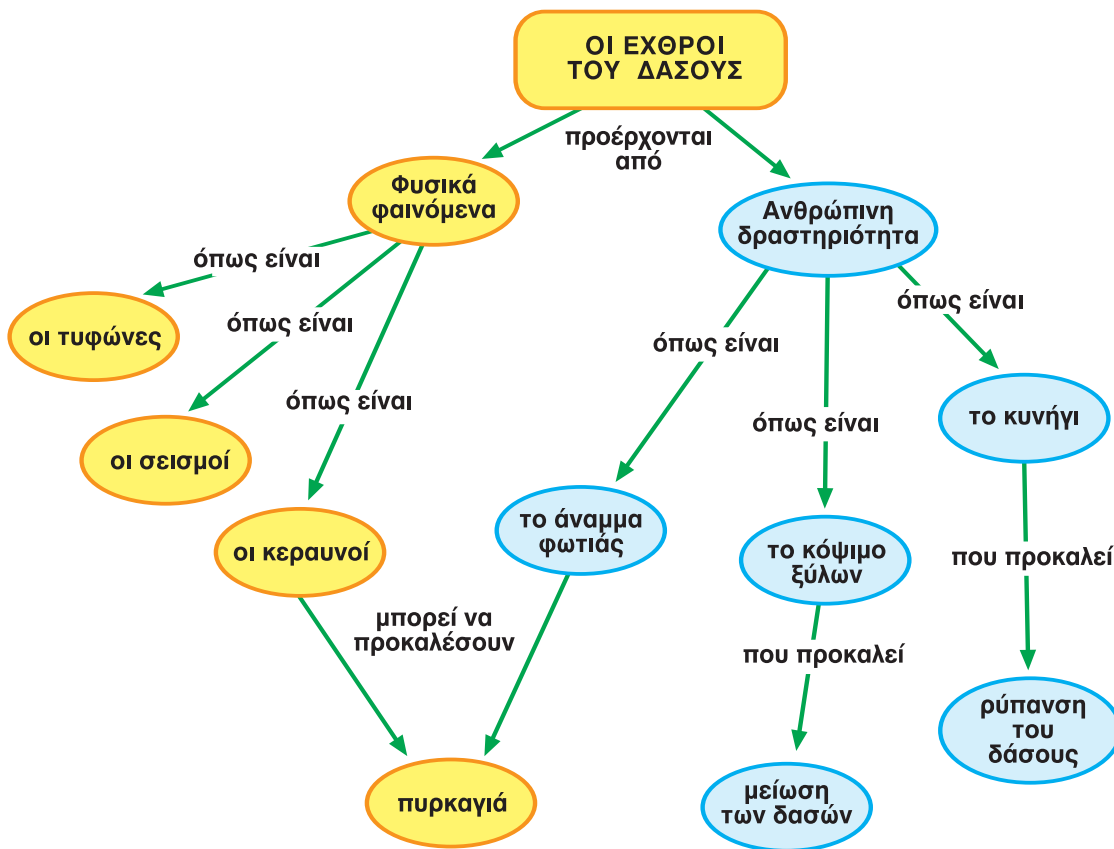 ΟΙ ΕΧΘΡΟΙ
ΤΟΥ ΔΑΣΟΥΣ
προέρχονται
από
Φυσικά
φαινόμενα
Ανθρώπινη
δραστηριότητα
όπως είναι
όπως είναι
όπως είναι
οι τυφώνες
οι σεισμοί
οι κεραυνοί
όπως είναι
όπως είναι
όπως είναι
το άναμμα
φωτιάς
το κόψιμο
ξύλων
το κυνήγι
μπορεί να
προκαλέσουν
που προκαλεί
που προκαλεί
πυρκαγιά
μείωση
των δασών
ρύπανση
του
δάσους